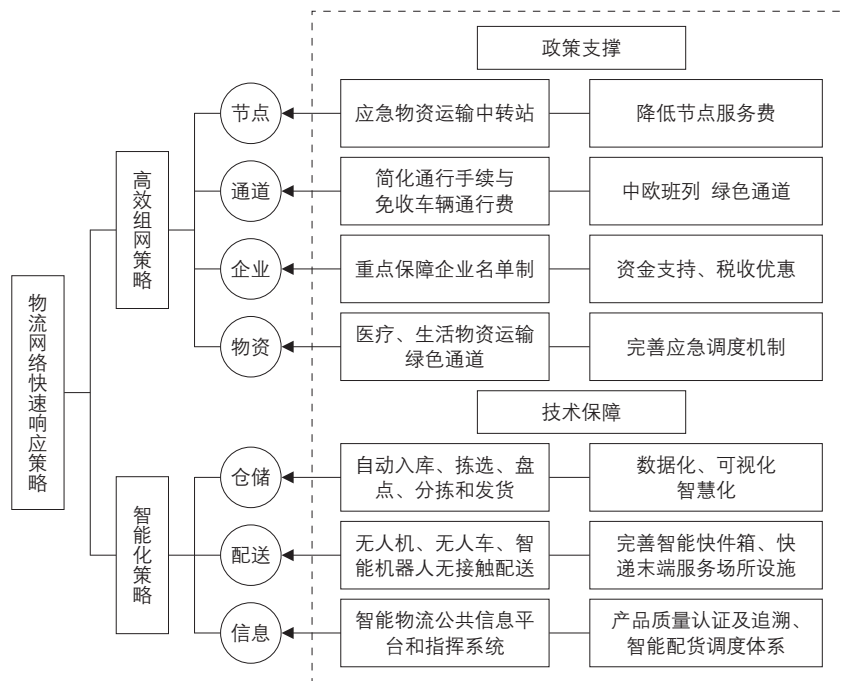 政策支撑
节点
应急物资运输中转站
降低节点服务费
高效组网策略
通道
简化通行手续与
免收车辆通行费
中欧班列 绿色通道
企业
重点保障企业名单制
资金支持、税收优惠
物资
医疗、生活物资运输
绿色通道
完善应急调度机制
物流网络快速响应策略
技术保障
仓储
自动入库、拣选、盘
点、分拣和发货
数据化、可视化
智慧化
智能化策略
配送
无人机、无人车、智
能机器人无接触配送
完善智能快件箱、快
递末端服务场所设施
信息
智能物流公共信息平
台和指挥系统
产品质量认证及追溯、
智能配货调度体系